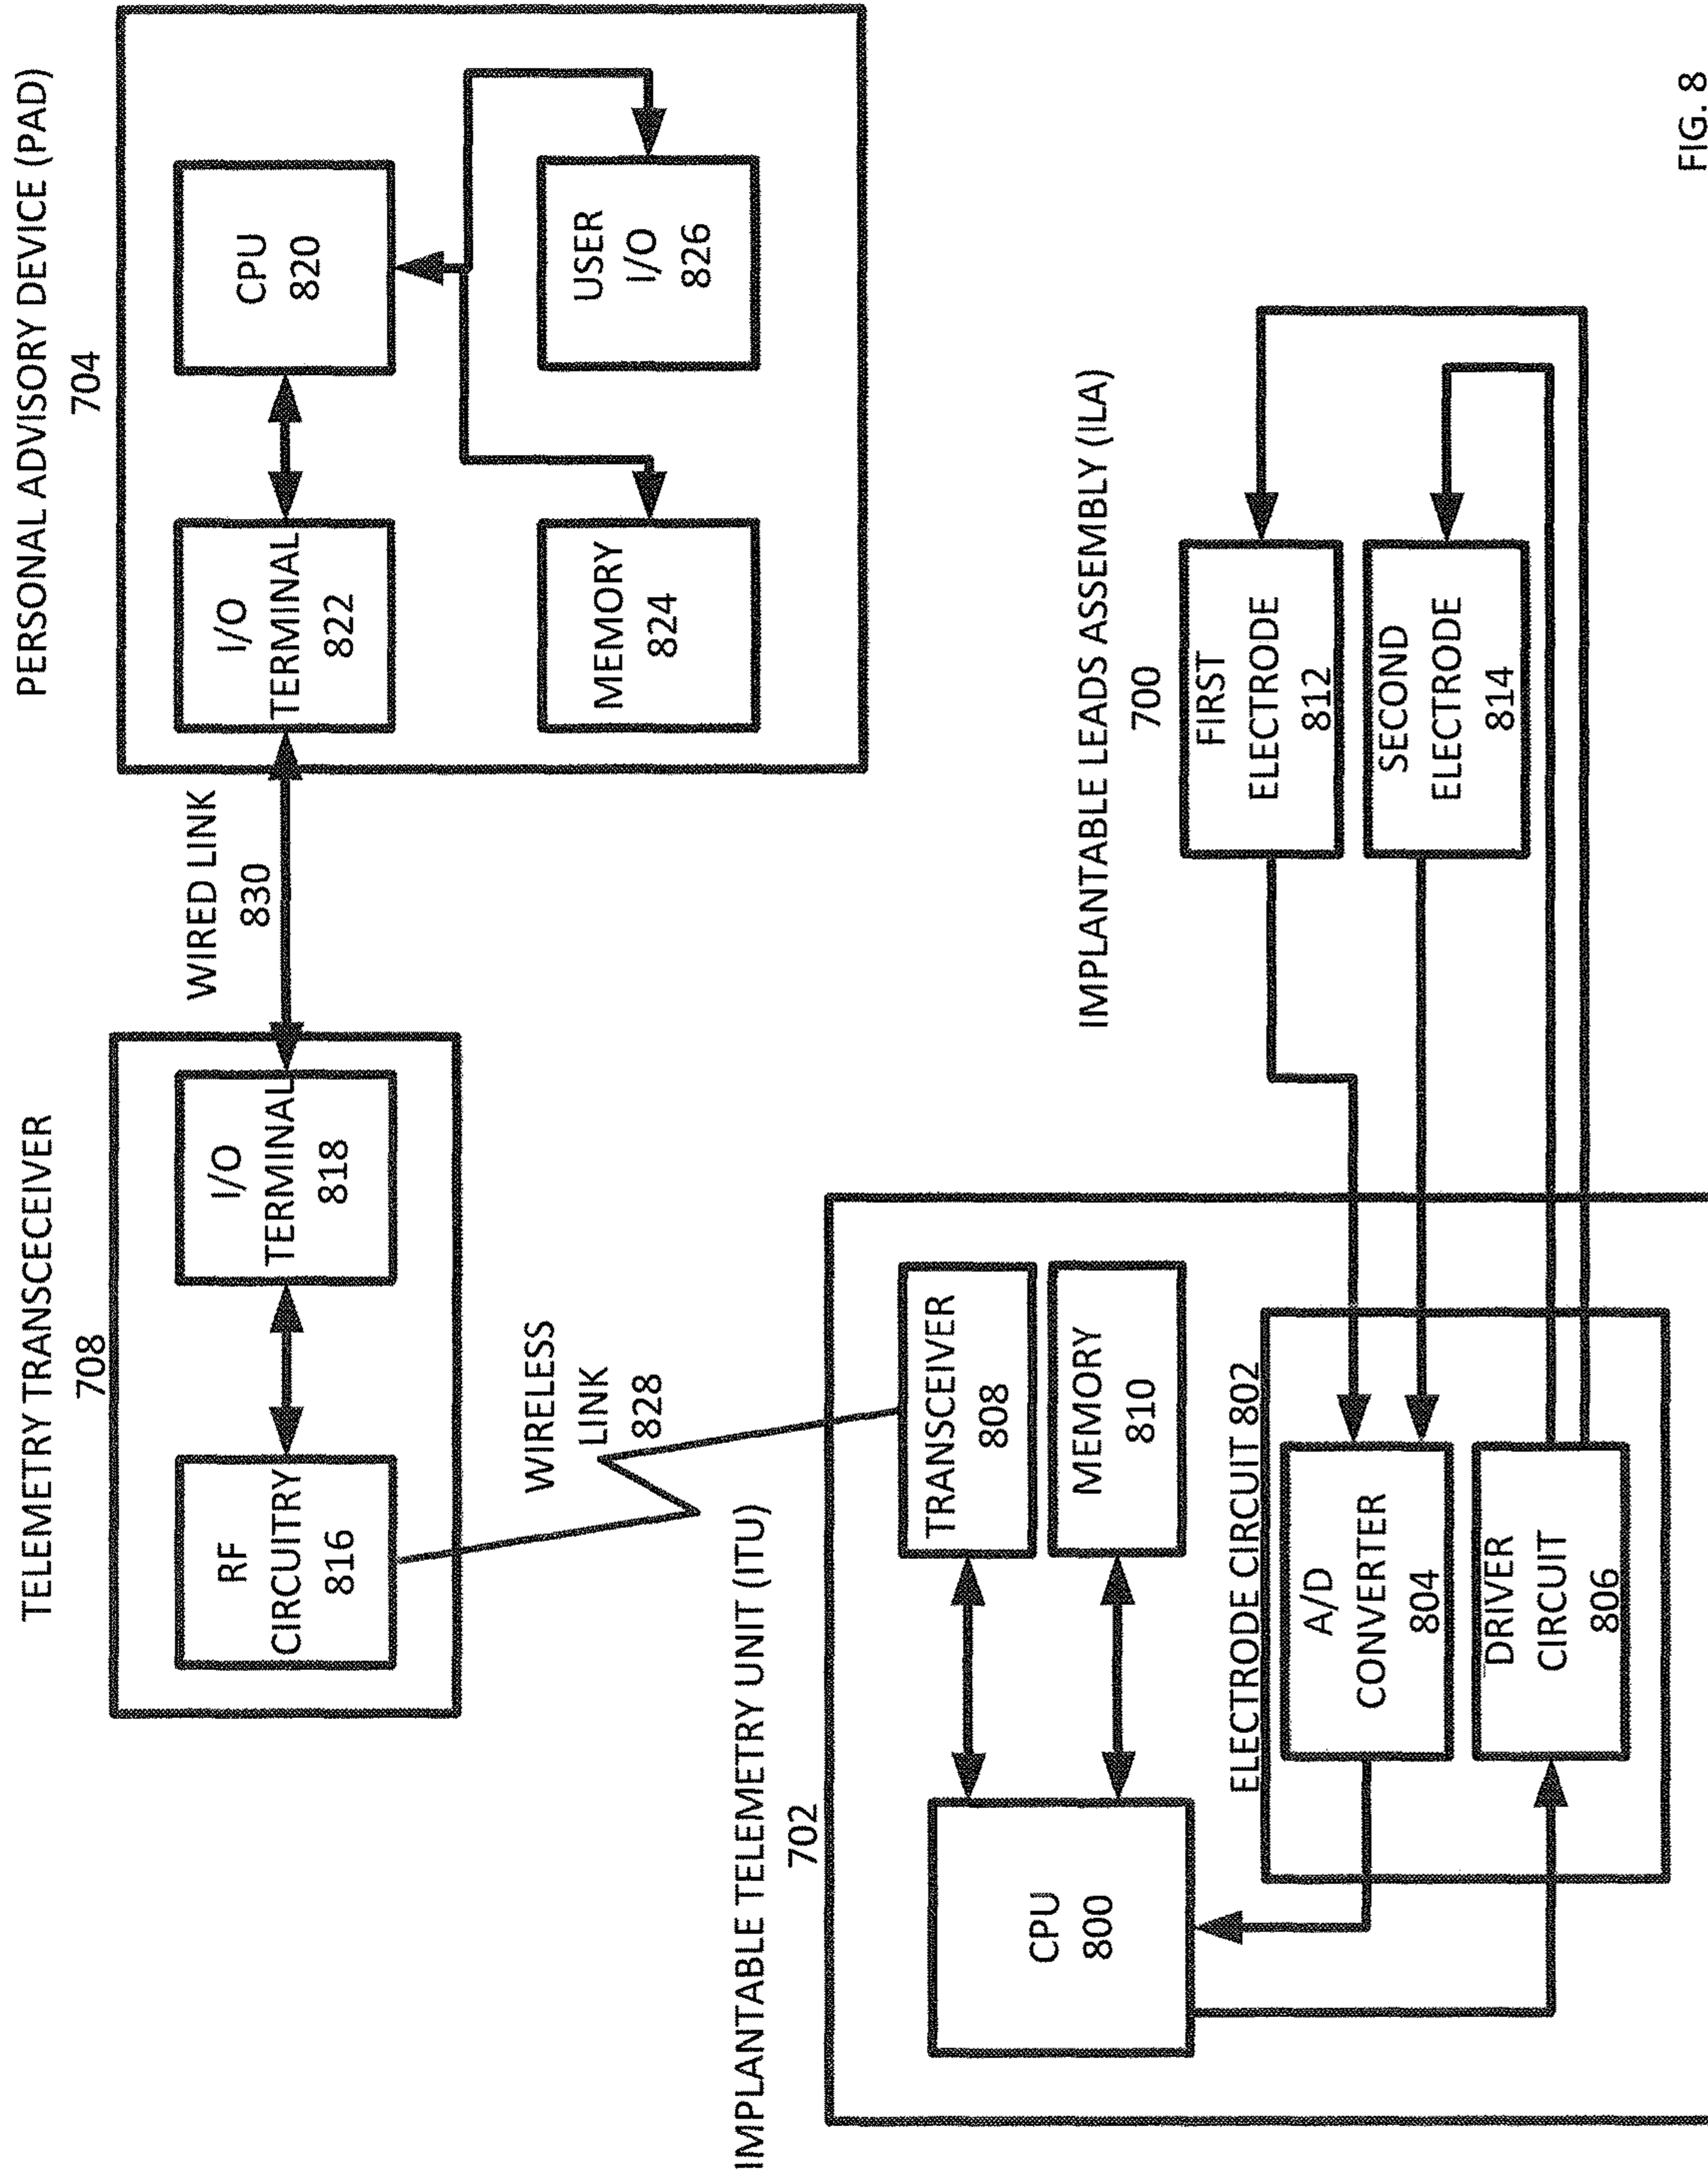 TELEMETRY TRANSCEIVER
708
RF
CIRCUITRY
816
I/O
TERMINAL
818
WIRED LINK
830
PERSONAL ADVISORY DEVICE (PAD)
704
I/O
TERMINAL
822
CPU
820
MEMORY
824
USER
I/O
826
WIRELESS
LINK
828
IMPLANTABLE TELEMETRY UNIT (ITU)
702
CPU
800
TRANSCEIVER
808
MEMORY
810
ELECTRODE CIRCUIT 802
A/D
CONVERTER
804
DRIVER
CIRCUIT
806
IMPLANTABLE LEADS ASSEMBLY (ILA)
700
FIRST
ELECTRODE
812
SECOND
ELECTRODE
814
FIG. 8